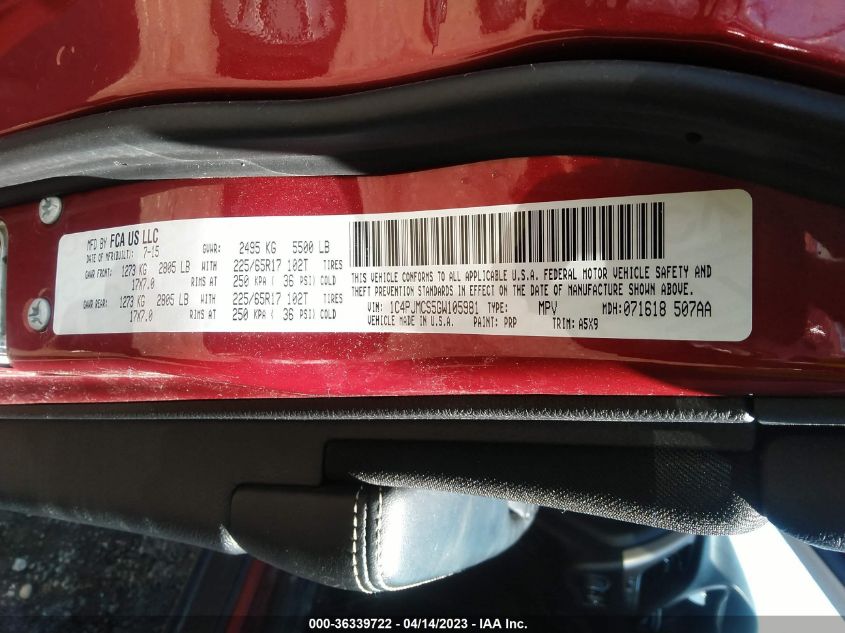 MFD BY FCA US LLC
DATE OF MFR(BUILT: 7-15
GVWR: 2495 KG 5500 LB
GAWR FRONT: 1273 KG 2805 LB WITH 225/65R17 102T TIRES
17X7.0 RIMS AT 250 KPA ( 36 PSI) COLD
GAWR REAR: 1273 KG 2805 LB WITH 225/65R17 102T TIRES
17X7.0 RIMS AT 250 KPA ( 36 PSI) COLD
THIS VEHICLE CONFORMS TO ALL APPLICABLE U.S.A. FEDERAL MOTOR VEHICLE SAFETY AND
THEFT PREVENTION STANDARDS IN EFFECT ON THE DATE OF MANUFACTURE SHOWN ABOVE.
VIN: 1C4PJMCS5GW105981 TYPE: MPV MDH: 071618 507AA
VEHICLE MADE IN U.S.A. PAINT: PRP TRIM: A5X9
000-36339722 - 04/14/2023 - IAA Inc.